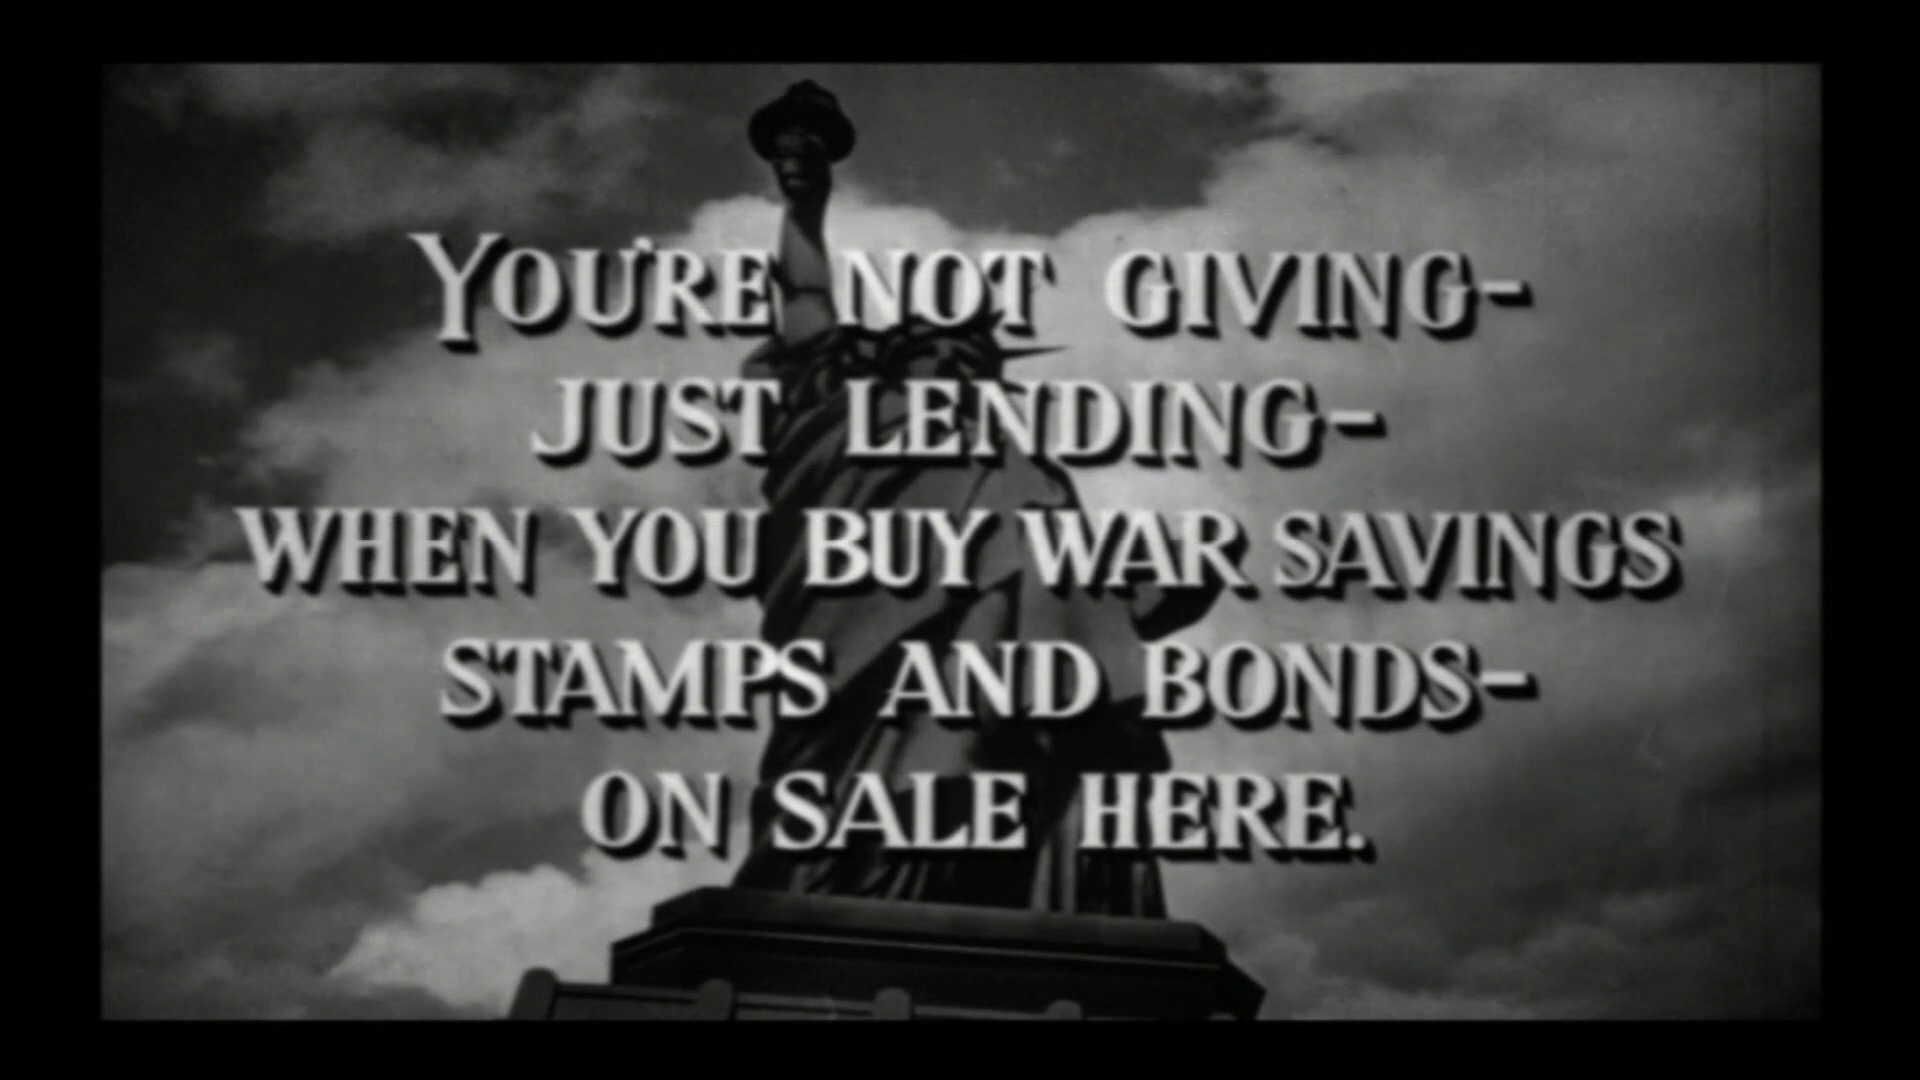 YOU'RE NOT GIVING-
JUST LENDING-
WHEN YOU BUY WAR SAVINGS
STAMPS AND BONDS-
ON SALE HERE.